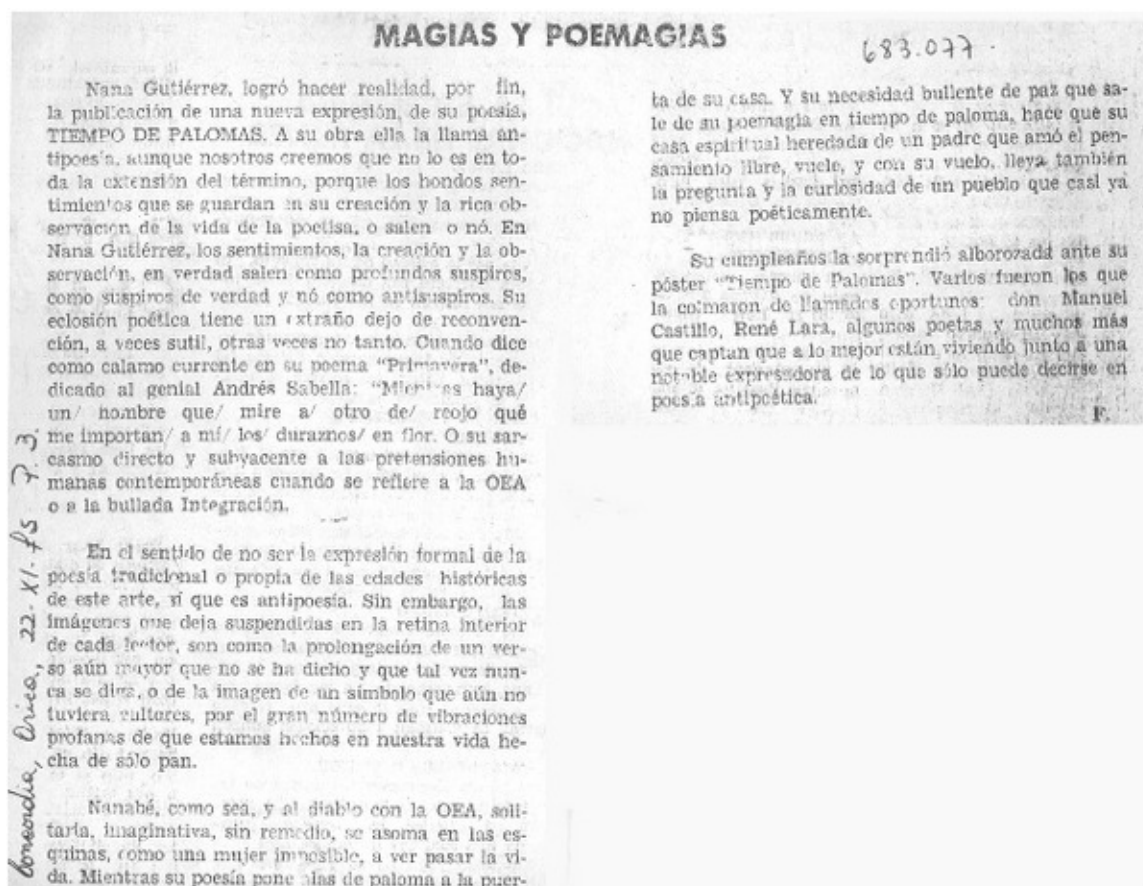 MAGIAS Y POEMAGIAS
683.077
Nana Gutiérrez, logró hacer realidad, por fin,
la publicación de una nueva expresión, de su poesía,
TIEMPO DE PALOMAS. A su obra ella la llama an-
tipoesía, aunque nosotros creemos que no lo es en to-
da la extensión del término, porque los hondos sen-
timientos que se guardan en su creación y la rica ob-
servación de la vida de la poetisa, o salen o nó. En
Nana Gutiérrez, los sentimientos, la creación y la ob-
servación, en verdad salen como profundos suspiros,
como suspiros de verdad y nó como antisuspiros. Su
eclosión poética tiene un extraño dejo de reconven-
ción, a veces sutil, otras veces no tanto. Cuando dice
como calamo currente en su poema "Primavera", de-
dicado al genial Andrés Sabella: "Mientras haya/
un/ hombre que/ mire a/ otro de/ reojo qué
me importan/ a mí/ los/ duraznos/ en flor. O su sar-
casmo directo y subyacente a las pretensiones hu-
manas contemporáneas cuando se refiere a la OEA
o a la bullada Integración.
En el sentido de no ser la expresión formal de la
poesía tradicional o propia de las edades históricas
de este arte, sí que es antipoesía. Sin embargo, las
imágenes que deja suspendidas en la retina interior
de cada lector, son como la prolongación de un ver-
so aún mayor que no se ha dicho y que tal vez nun-
ca se diga, o de la imagen de un símbolo que aún no
tuviera cultores, por el gran número de vibraciones
profanas de que estamos hechos en nuestra vida he-
cha de sólo pan.
Nanahé, como sea, y al diablo con la OEA, soli-
taria, imaginativa, sin remedio, se asoma en las es-
quinas, como una mujer imposible, a ver pasar la vi-
da. Mientras su poesía pone alas de paloma a la puer-
ta de su casa. Y su necesidad bullente de paz que sa-
le de su poemagia en tiempo de paloma, hace que su
casa espiritual heredada de un padre que amó el pen-
samiento libre, vuele, y con su vuelo, lleva también
la pregunta y la curiosidad de un pueblo que casi ya
no piensa poéticamente.
Su cumpleaños la sorprendió alborozada ante su
póster "Tiempo de Palomas". Varios fueron los que
la colmaron de llamados oportunos: don Manuel
Castillo, René Lara, algunos poetas y muchos más
que captan que a lo mejor están viviendo junto a una
notable expresadora de lo que sólo puede decirse en
poesía antipoética.
F.
Concordia, Arica, 22-XI-75 p. 3.